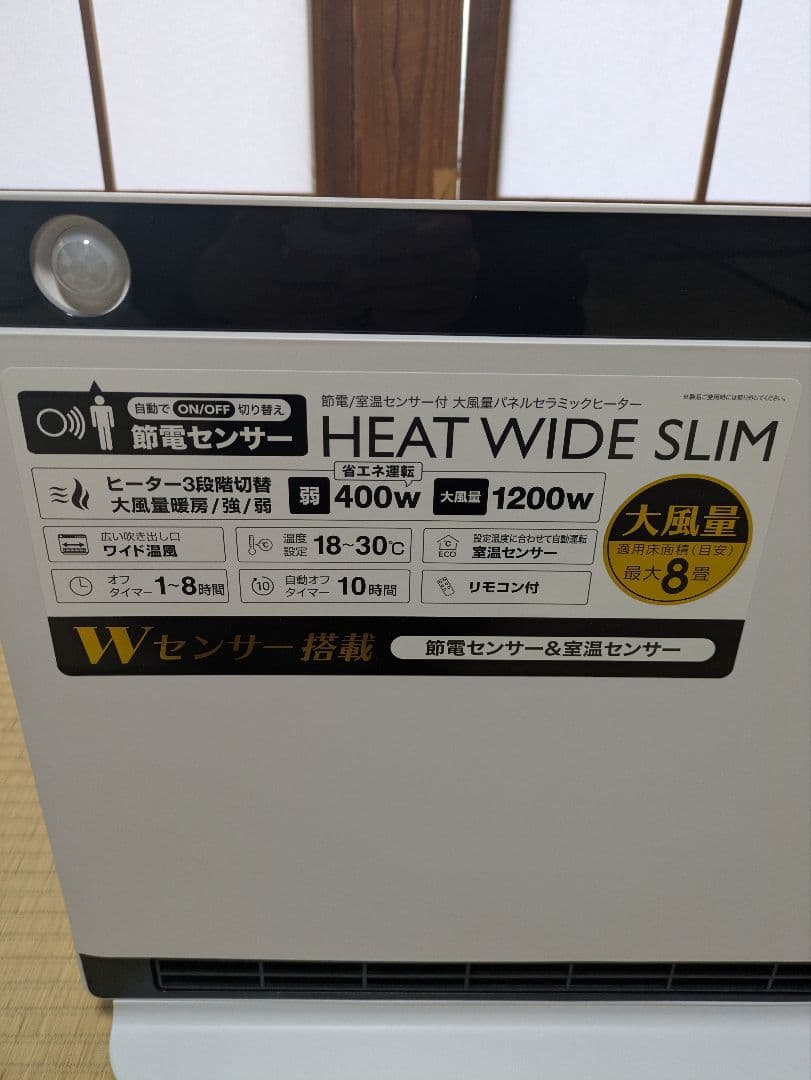 節電/室温センサー付 大風量パネルセラミックヒーター
※製品ご使用時には取り外してください。
自動で ON/OFF 切り替え
節電センサー
HEAT WIDE SLIM
ヒーター3段階切替
大風量暖房/強/弱
省エネ運転
弱 400w 大風量 1200w
広い吹き出し口
ワイド温風
温度
設定 18~30℃
℃
ECO
設定温度に合わせて自動運転
室温センサー
オフ
タイマー 1~8時間
10
自動オフ
タイマー 10時間
リモコン付
大風量
適用床面積(目安)
最大8畳
Wセンサー搭載
節電センサー&室温センサー